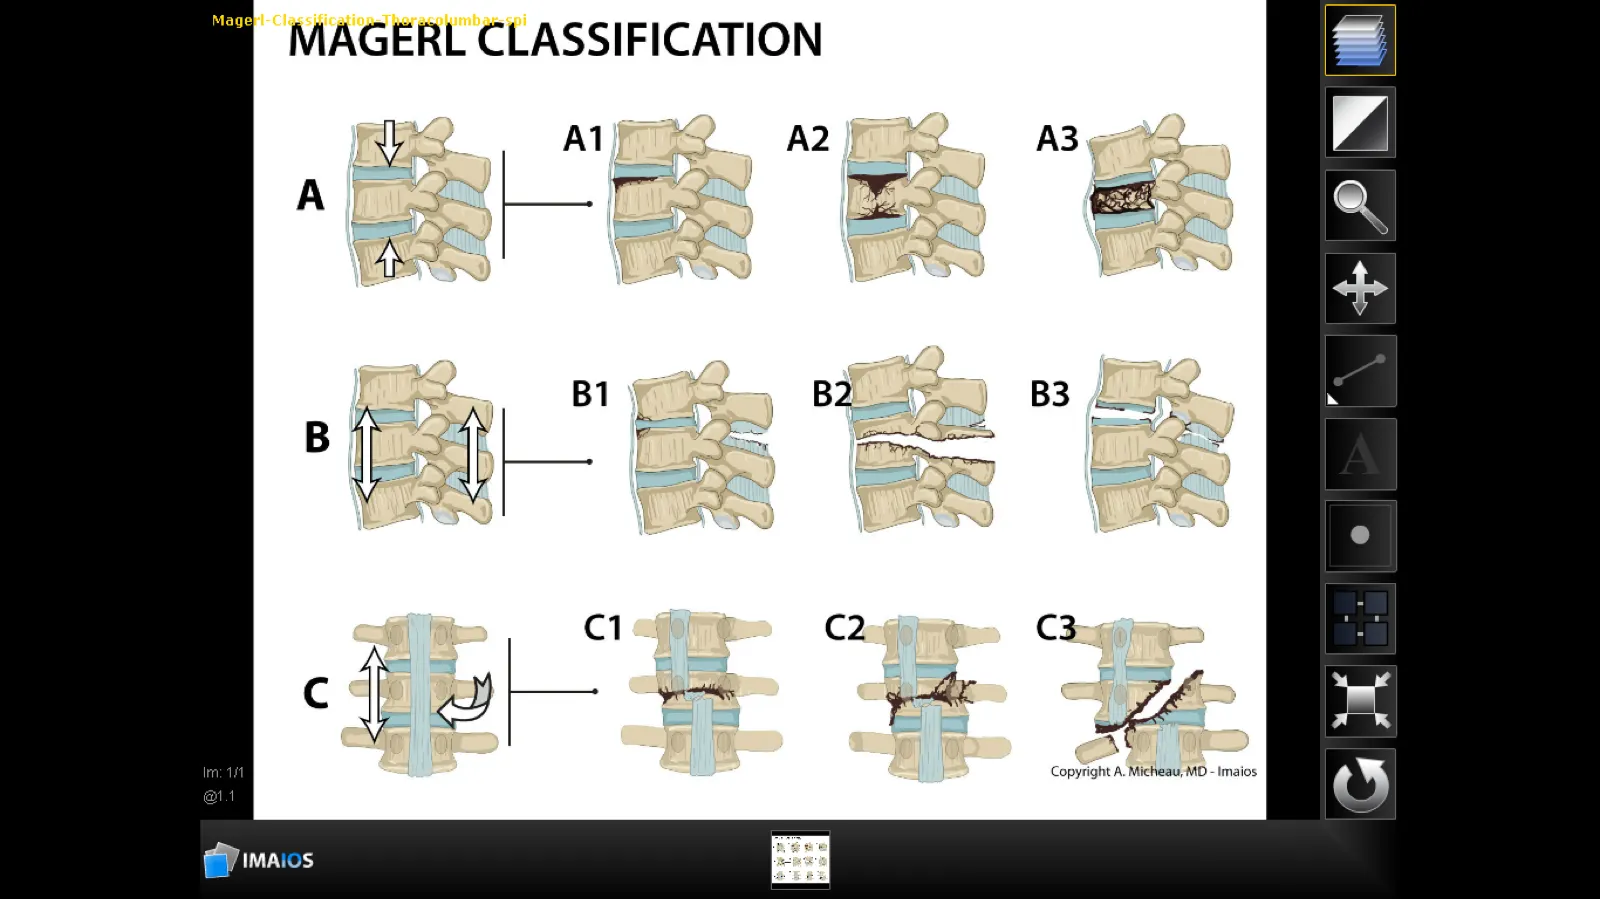 Magerl-Classification-Thoracolumbar-spi
MAGERL CLASSIFICATION
A
A1
A2
A3
B
B1
B2
B3
C
C1
C2
C3
Copyright A. Micheau, MD - Imaios
Im: 1/1
@1.1
A
IMAIOS